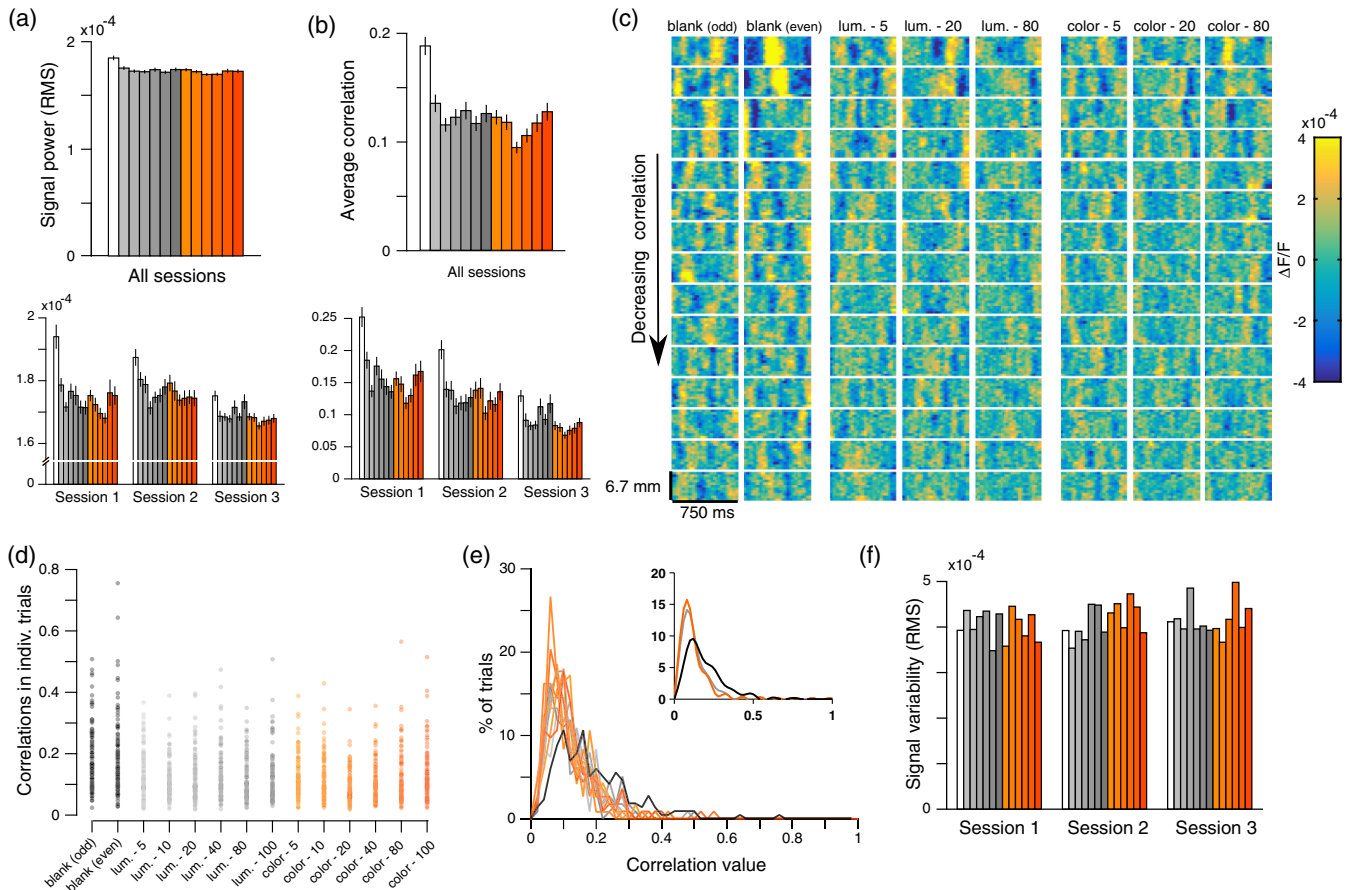 (a)
×10⁻⁴
Signal power (RMS)
2
1
0
All sessions
×10⁻⁴
2
1.8
1.6
0
Session 1
Session 2
Session 3
(b)
Average correlation
0.2
0.1
0
All sessions
0.25
0.2
0.15
0.1
0.05
0
Session 1
Session 2
Session 3
(c)
blank (odd)
blank (even)
lum. - 5
lum. - 20
lum. - 80
color - 5
color - 20
color - 80
Decreasing correlation
6.7 mm
750 ms
×10⁻⁴
4
2
0
-2
-4
ΔF/F
(d)
Correlations in indiv. trials
0.8
0.6
0.4
0.2
0
blank (odd)
blank (even)
lum. - 5
lum. - 10
lum. - 20
lum. - 40
lum. - 80
lum. - 100
color - 5
color - 10
color - 20
color - 40
color - 80
color - 100
(e)
% of trials
30
20
10
0
0
0.2
0.4
0.6
0.8
1
Correlation value
20
15
10
5
0
0
0.5
1
(f)
×10⁻⁴
Signal variability (RMS)
5
4
0
Session 1
Session 2
Session 3